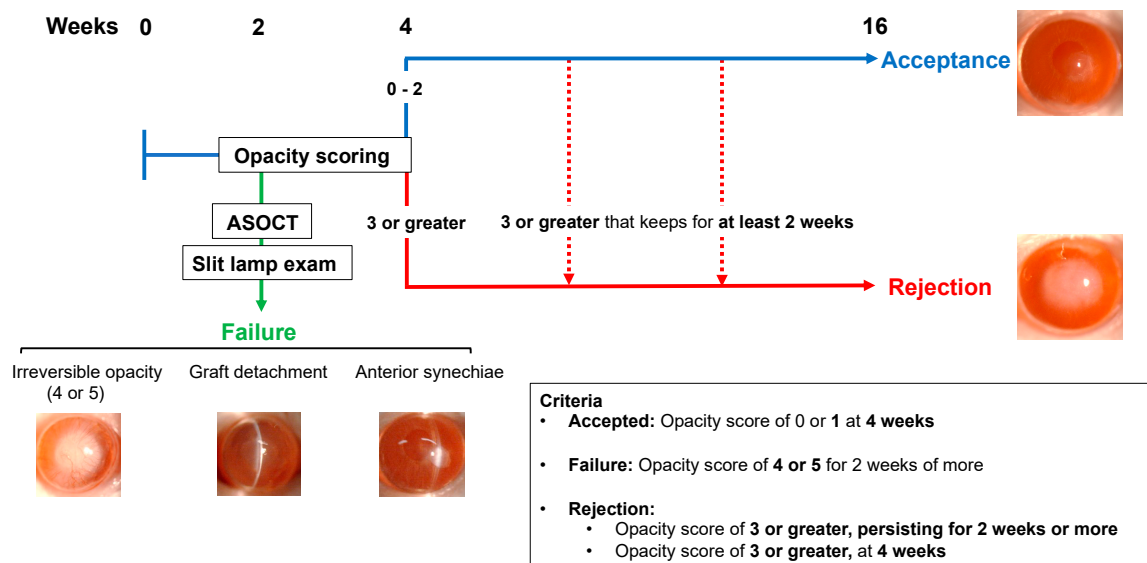 Weeks 0 2 4 16
Acceptance
0 - 2
Opacity scoring
ASOCT
3 or greater
3 or greater that keeps for at least 2 weeks
Slit lamp exam
Rejection
Failure
Irreversible opacity
(4 or 5)
Graft detachment
Anterior synechiae
Criteria
• Accepted: Opacity score of 0 or 1 at 4 weeks
• Failure: Opacity score of 4 or 5 for 2 weeks of more
• Rejection:
• Opacity score of 3 or greater, persisting for 2 weeks or more
• Opacity score of 3 or greater, at 4 weeks